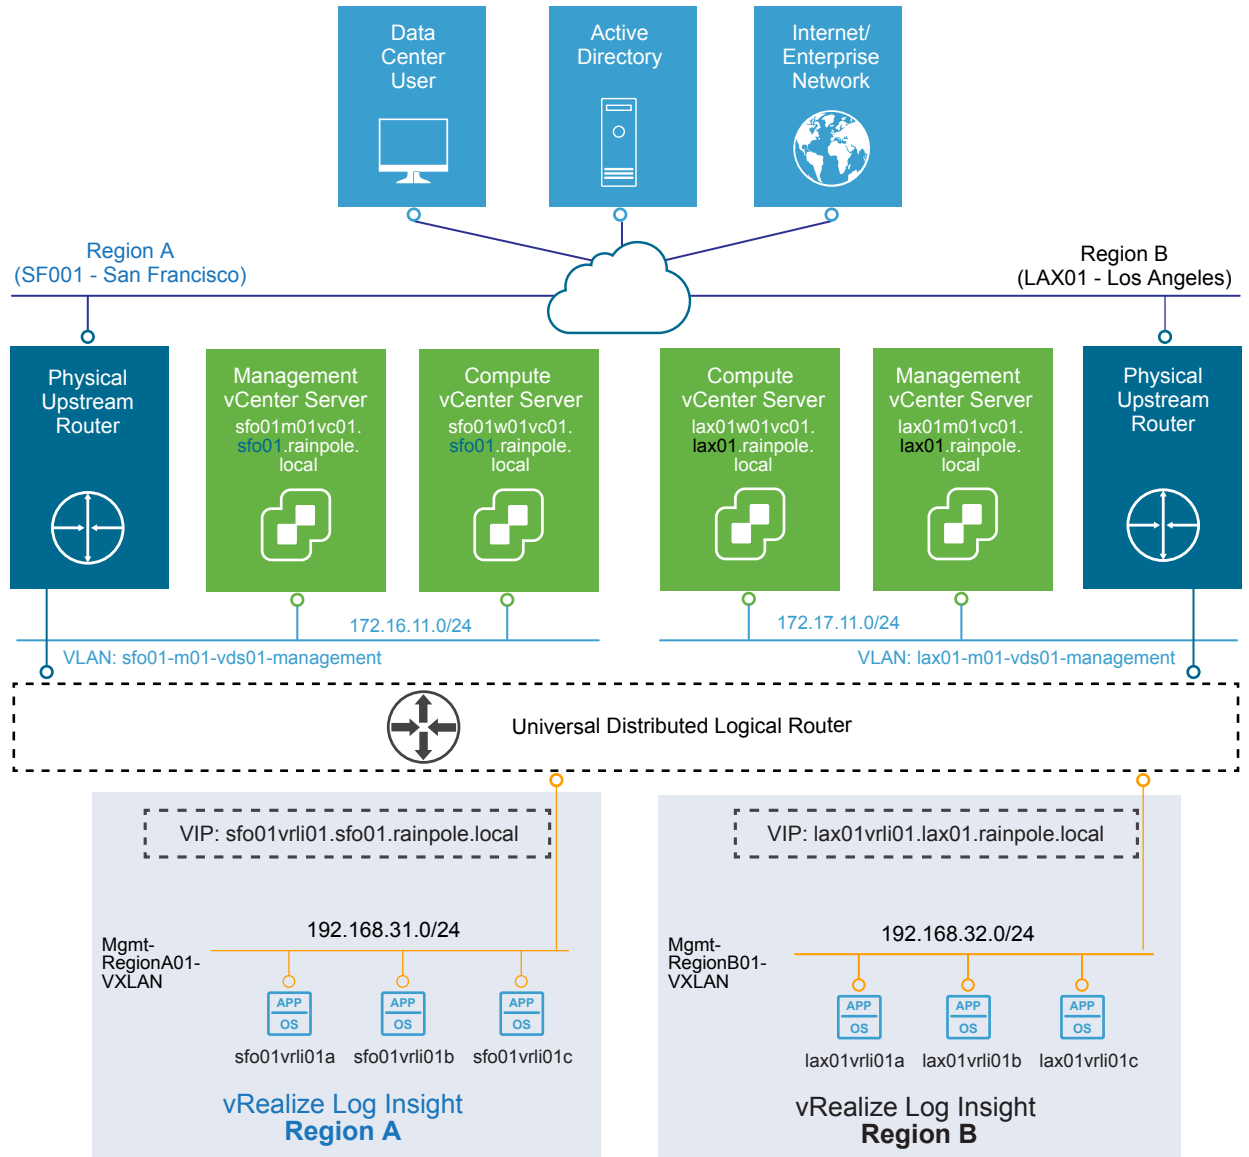 Data
Center
User
Active
Directory
Internet/
Enterprise
Network
Region A
(SF001 - San Francisco)
Region B
(LAX01 - Los Angeles)
Physical
Upstream
Router
Management
vCenter Server
sfo01m01vc01.
sfo01.rainpole.
local
Compute
vCenter Server
sfo01w01vc01.
sfo01.rainpole.
local
Compute
vCenter Server
lax01w01vc01.
lax01.rainpole.
local
Management
vCenter Server
lax01m01vc01.
lax01.rainpole.
local
Physical
Upstream
Router
172.16.11.0/24
VLAN: sfo01-m01-vds01-management
172.17.11.0/24
VLAN: lax01-m01-vds01-management
Universal Distributed Logical Router
VIP: sfo01vrli01.sfo01.rainpole.local
192.168.31.0/24
Mgmt-
RegionA01-
VXLAN
APP
OS
APP
OS
APP
OS
sfo01vrli01a
sfo01vrli01b
sfo01vrli01c
vRealize Log Insight
Region A
VIP: lax01vrli01.lax01.rainpole.local
192.168.32.0/24
Mgmt-
RegionB01-
VXLAN
APP
OS
APP
OS
APP
OS
lax01vrli01a
lax01vrli01b
lax01vrli01c
vRealize Log Insight
Region B